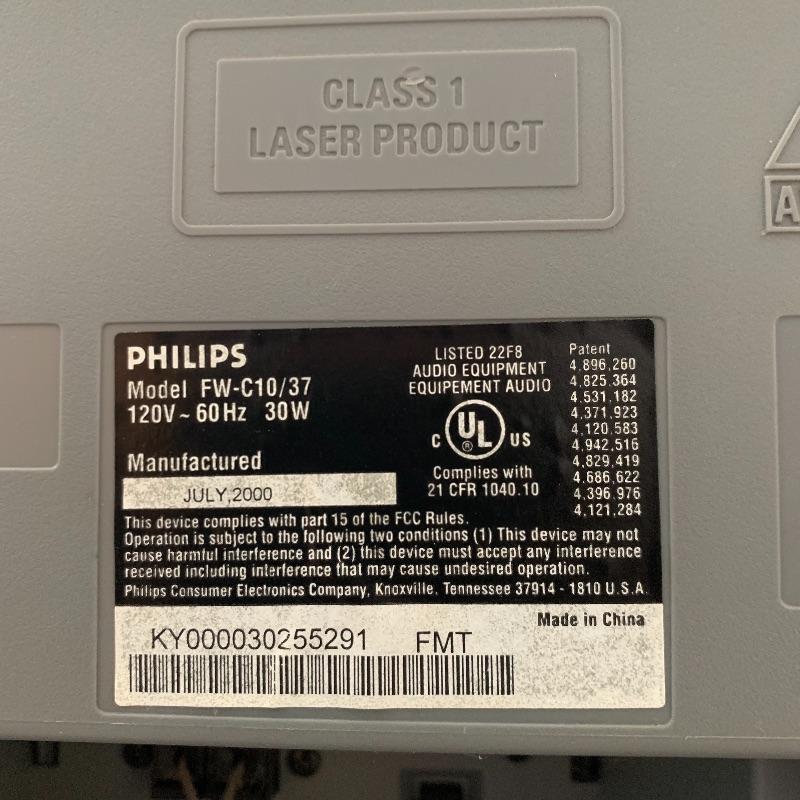 CLASS 1
LASER PRODUCT
A
PHILIPS
Model FW-C10/37
120V ~ 60Hz 30W
Manufactured
JULY,2000
LISTED 22F8
AUDIO EQUIPMENT
EQUIPEMENT AUDIO
C UL ® US
Complies with
21 CFR 1040.10
Patent
4,896,260
4,825,364
4,531,182
4,371,923
4,120,583
4,942,516
4,829,419
4,686,622
4,396,976
4,121,284
This device complies with part 15 of the FCC Rules.
Operation is subject to the following two conditions (1) This device may not
cause harmful interference and (2) this device must accept any interference
received including interference that may cause undesired operation.
Philips Consumer Electronics Company, Knoxville, Tennessee 37914 - 1810 U.S.A.
Made in China
KY000030255291 FMT